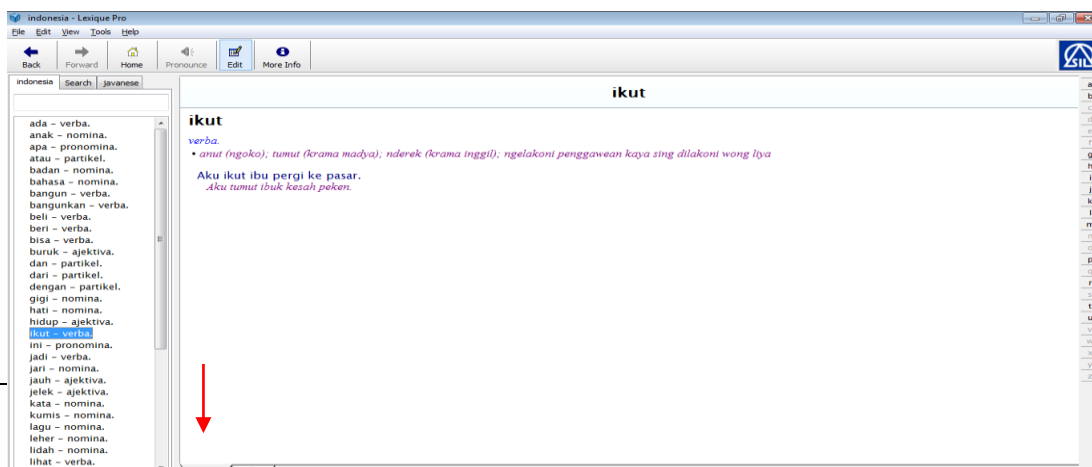 indonesia - Lexique Pro
File Edit View Tools Help
Back Forward Home Pronounce Edit More Info
SIL
indonesia Search javanese
ikut
ada – verba.
anak – nomina.
apa – pronomina.
atau – partikel.
badan – nomina.
bahasa – nomina.
bangun – verba.
bangunkan – verba.
beli – verba.
beri – verba.
bisa – verba.
buruk – ajektiva.
dan – partikel.
dari – partikel.
dengan – partikel.
gigi – nomina.
hati – nomina.
hidup – ajektiva.
ikut – verba.
ini – pronomina.
jadi – verba.
jari – nomina.
jauh – ajektiva.
jelek – ajektiva.
kata – nomina.
kumis – nomina.
lagu – nomina.
leher – nomina.
lidah – nomina.
lihat – verba.
ikut
verba.
• anut (ngoko); tumut (krama madya); nderek (krama inggil); ngelakoni penggawean kaya sing dilakoni wong liya
Aku ikut ibu pergi ke pasar.
Aku tumut ibuk kesah peken.
a
b
c
d
e
f
g
h
i
j
k
l
m
n
o
p
q
r
s
t
u
v
w
x
y
z